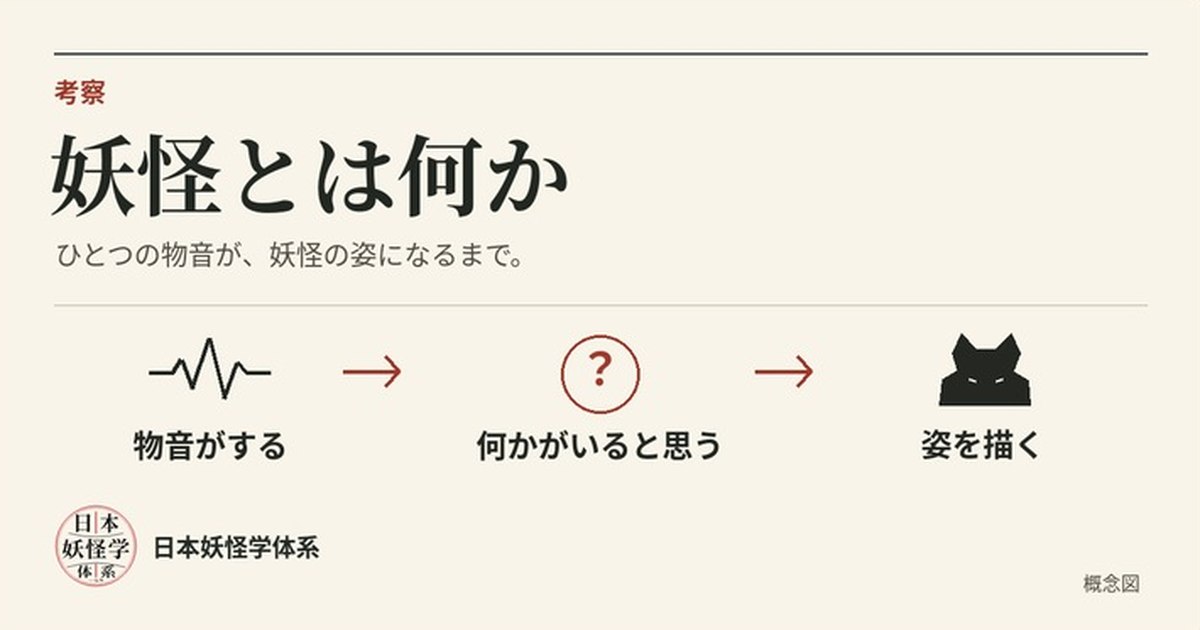 考察
妖怪とは何か
ひとつの物音が、妖怪の姿になるまで。
?
物音がする
何かがいると思う
姿を描く
日本
妖怪学
体系
日本妖怪学体系
概念図